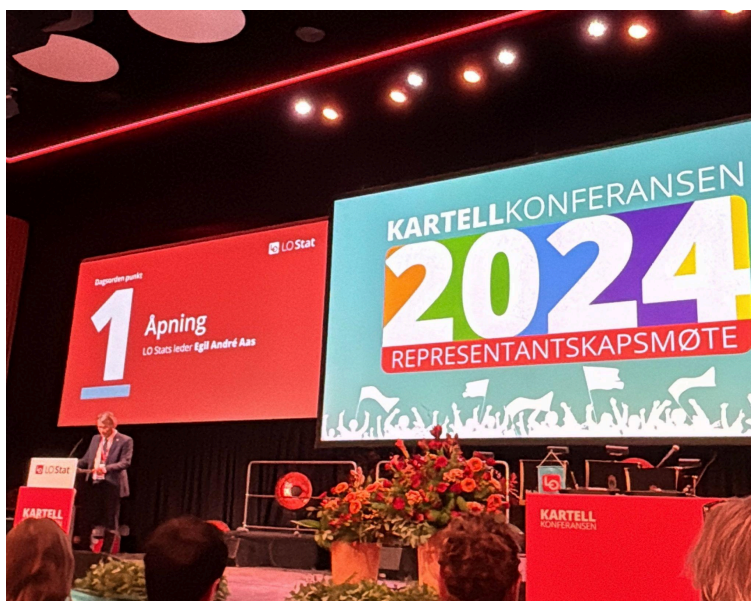 LO Stat
Dagsorden punkt
1
Åpning
LO Stats leder Egil André Aas
KARTELLKONFERANSEN
2024
REPRESENTANTSKAPSMØTE
LO Stat
KARTELL
LO
KARTELL
KONFERANSEN